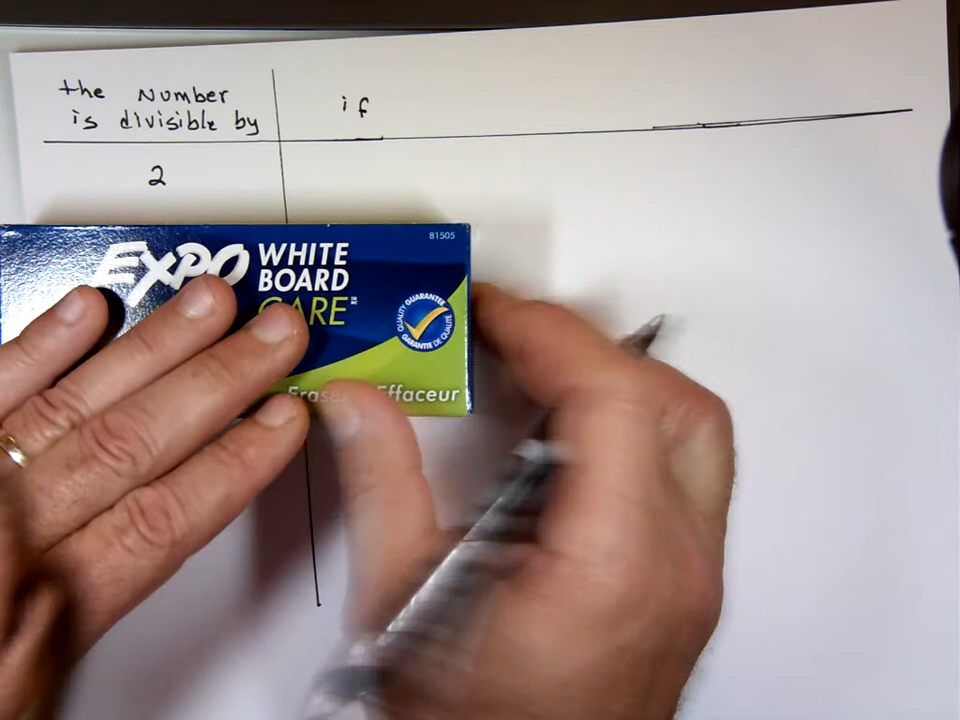 the Number
is divisible by
if
2
EXPO WHITE
BOARD
CARE
81505
QUALITY GUARANTEE
GARANTIE DE QUALITÉ
Effaceur